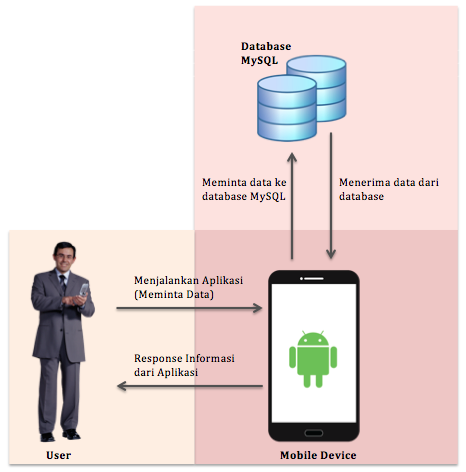 Database
MySQL
Meminta data ke
database MySQL
Menerima data dari
database
Menjalankan Aplikasi
(Meminta Data)
Response Informasi
dari Aplikasi
User
Mobile Device